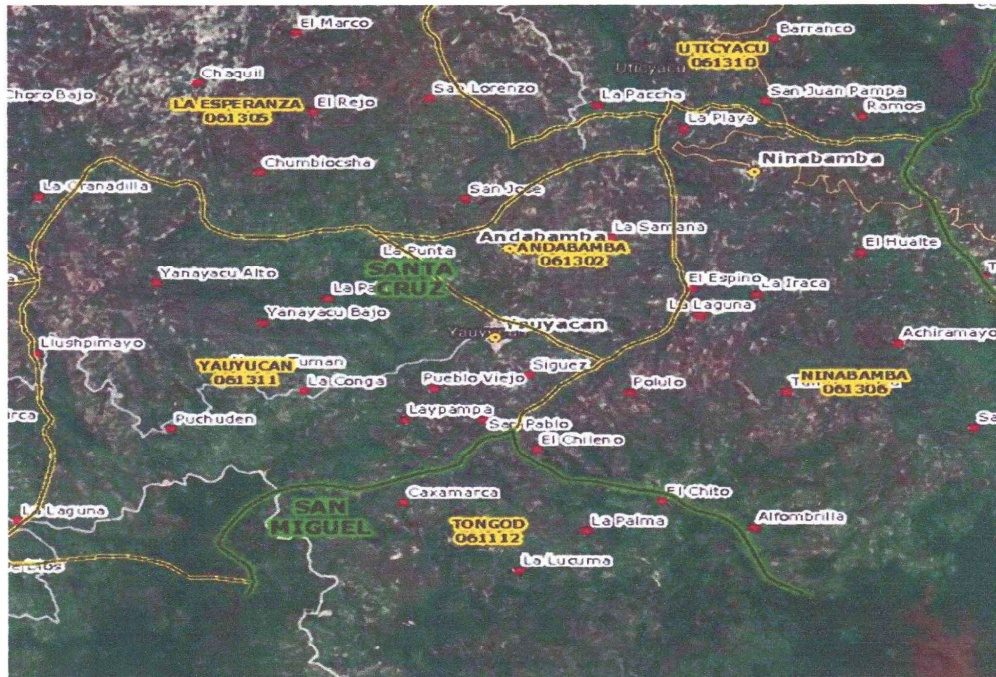 El Marco
Barranco
UTICYACU
061310
Uticyacu
Chaquil
Choro Bajo
LA ESPERANZA
061305
El Rejo
San Lorenzo
La Paccha
San Juan Pampa
Ramos
La Playa
Ninabamba
Chumbiocsha
La Granadilla
San Jose
Andabamba
ANDABAMBA
061302
La Samana
La Punta
SANTA
CRUZ
El Hualte
Yanayacu Alto
El Espino
La Iraca
La Laguna
Yanayacu Bajo
Yauyucan
Achiramayo
Llushpimayo
YAUYUCAN
061311
La Conga
Pueblo Viejo
Siguez
Polulo
NINABAMBA
061306
Puchuden
Laypampa
San Pablo
El Chileno
La Laguna
SAN
MIGUEL
Caxamarca
El Chito
TONGOD
061112
La Palma
Alfombrilla
La Lucuma